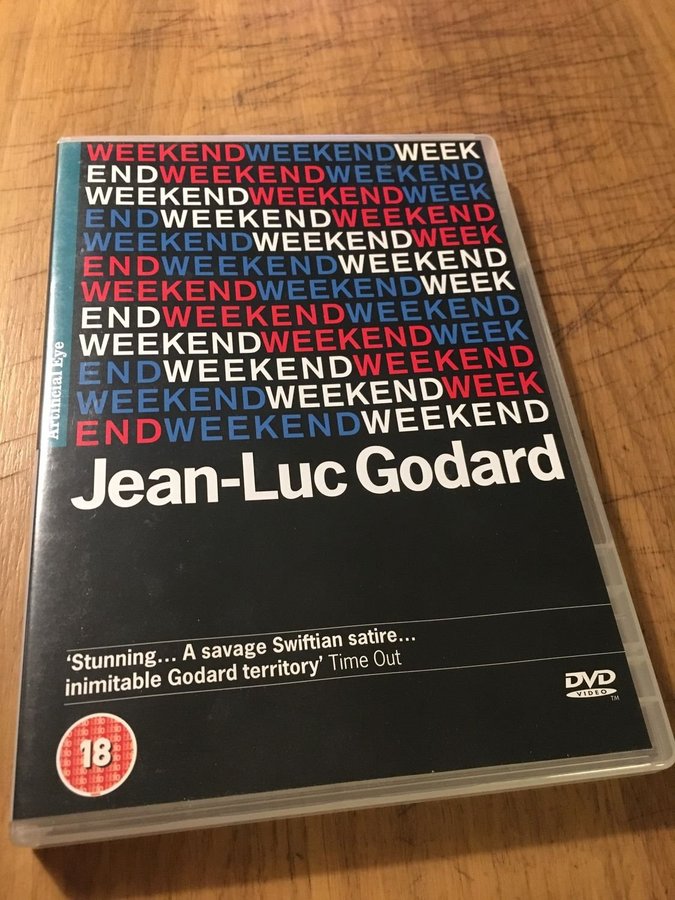 WEEKENDWEEKENDWEEK
ENDWEEKENDWEEKEND
WEEKENDWEEKENDWEEK
ENDWEEKENDWEEKEND
WEEKENDWEEKENDWEEK
ENDWEEKENDWEEKEND
WEEKENDWEEKENDWEEK
ENDWEEKENDWEEKEND
WEEKENDWEEKENDWEEK
ENDWEEKENDWEEKEND
WEEKENDWEEKENDWEEK
ENDWEEKENDWEEKEND
Artificial Eye
Jean-Luc Godard
‘Stunning... A savage Swiftian satire...
inimitable Godard territory’ Time Out
DVD
VIDEO
TM
18